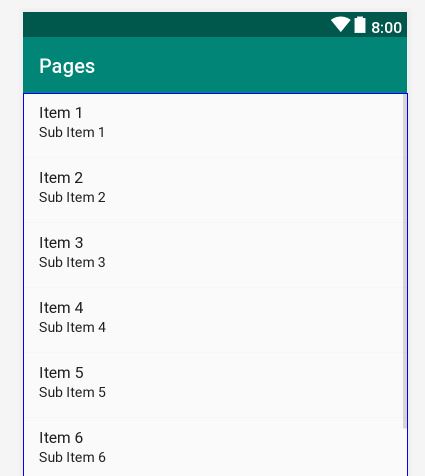 8:00
Pages
Item 1
Sub Item 1
Item 2
Sub Item 2
Item 3
Sub Item 3
Item 4
Sub Item 4
Item 5
Sub Item 5
Item 6
Sub Item 6